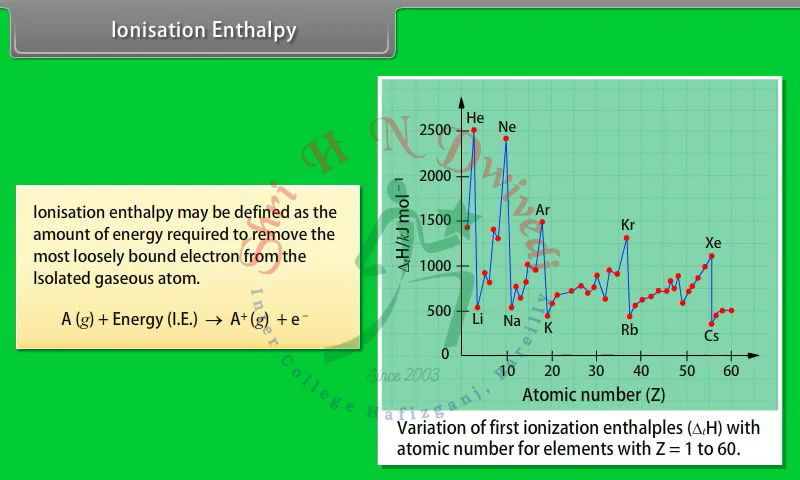 Ionisation Enthalpy
Ionisation enthalpy may be defined as the
amount of energy required to remove the
most loosely bound electron from the
Isolated gaseous atom.
A (g) + Energy (I.E.) → A⁺ (g) + e⁻
ΔtH/kJ mol⁻¹
2500
2000
1500
1000
500
0
He
Ne
Ar
Kr
Xe
Li
Na
K
Rb
Cs
10
20
30
40
50
60
Atomic number (Z)
Variation of first ionization enthalples (ΔtH) with
atomic number for elements with Z = 1 to 60.
Shri H N Dwivedi
Inter College Hafizganj, Bareilly
Since 2003